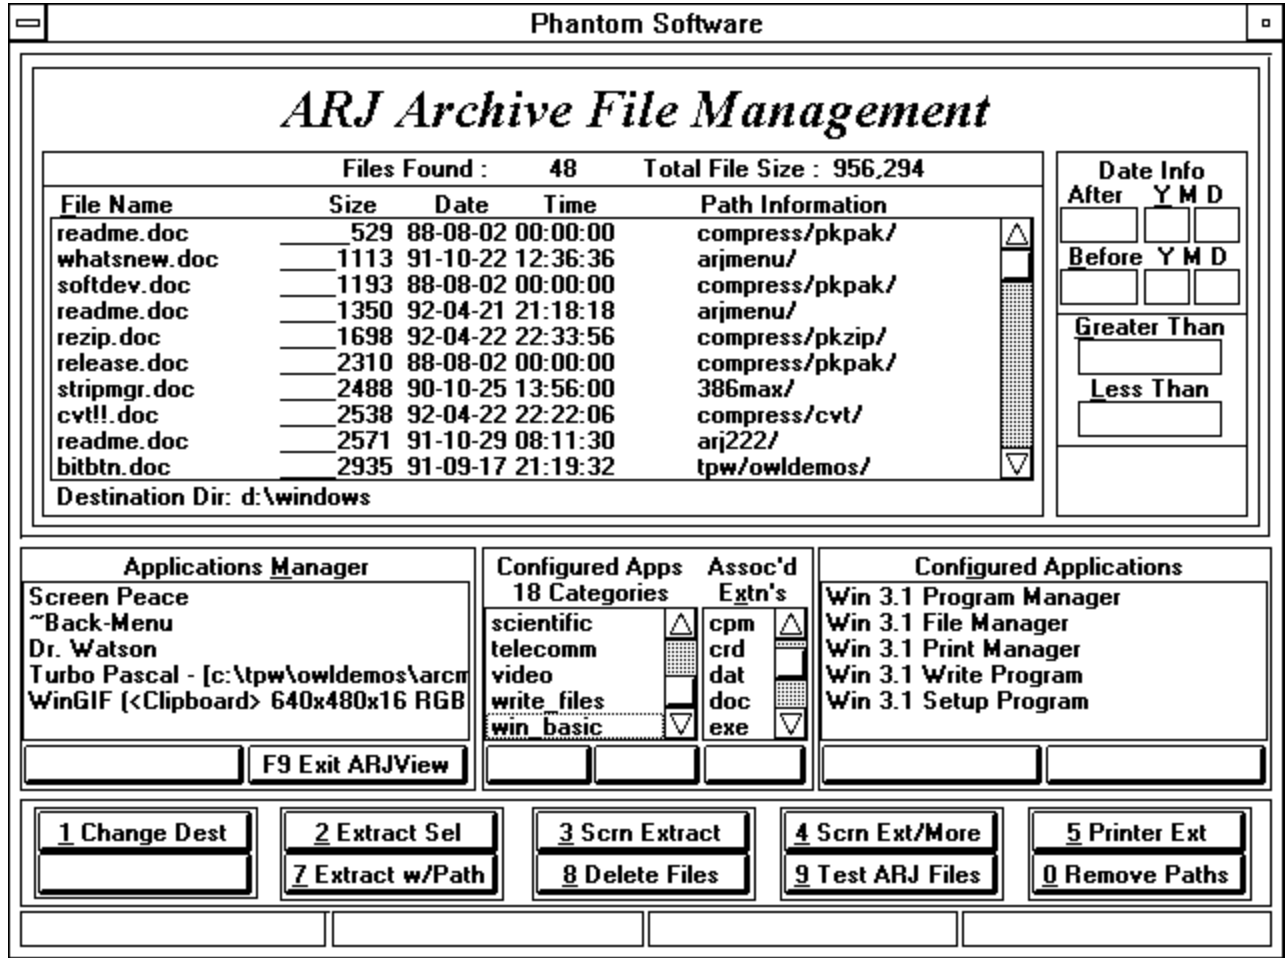 Phantom Software
ARJ Archive File Management
Files Found : 48 Total File Size : 956,294
File Name Size Date Time Path Information
readme.doc _____529 88-08-02 00:00:00 compress/pkpak/
whatsnew.doc ____1113 91-10-22 12:36:36 arjmenu/
softdev.doc ____1193 88-08-02 00:00:00 compress/pkpak/
readme.doc ____1350 92-04-21 21:18:18 arjmenu/
rezip.doc ____1698 92-04-22 22:33:56 compress/pkzip/
release.doc ____2310 88-08-02 00:00:00 compress/pkpak/
stripmgr.doc ____2488 90-10-25 13:56:00 386max/
cvt!!.doc ____2538 92-04-22 22:22:06 compress/cvt/
readme.doc ____2571 91-10-29 08:11:30 arj222/
bitbtn.doc ____2935 91-09-17 21:19:32 tpw/owldemos/
Destination Dir: d:\windows
Date Info
After Y M D
Before Y M D
Greater Than
Less Than
Applications Manager
Screen Peace
~Back-Menu
Dr. Watson
Turbo Pascal - [c:\tpw\owldemos\arcm
WinGIF (<Clipboard> 640x480x16 RGB
F9 Exit ARJView
Configured Apps
18 Categories
scientific
telecomm
video
write_files
win_basic
Assoc'd
Extn's
cpm
crd
dat
doc
exe
Configured Applications
Win 3.1 Program Manager
Win 3.1 File Manager
Win 3.1 Print Manager
Win 3.1 Write Program
Win 3.1 Setup Program
1 Change Dest 2 Extract Sel 3 Scrn Extract 4 Scrn Ext/More 5 Printer Ext
7 Extract w/Path 8 Delete Files 9 Test ARJ Files 0 Remove Paths